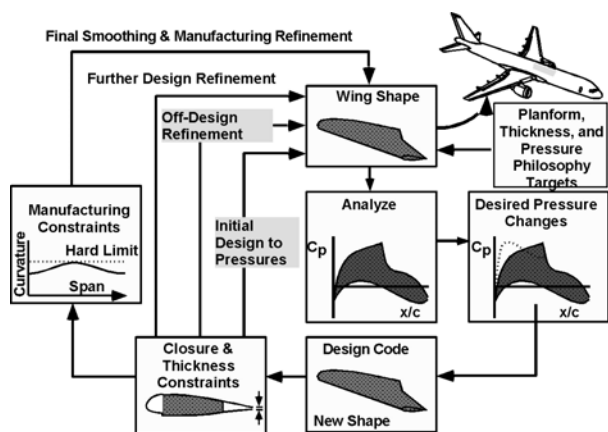 Final Smoothing & Manufacturing Refinement
Further Design Refinement
Off-Design
Refinement
Wing Shape
Planform,
Thickness, and
Pressure
Philosophy
Targets
Manufacturing
Constraints
Hard Limit
Curvature
Span
Initial
Design to
Pressures
Analyze
Cp
x/c
Desired Pressure
Changes
Cp
x/c
Closure &
Thickness
Constraints
Design Code
New Shape